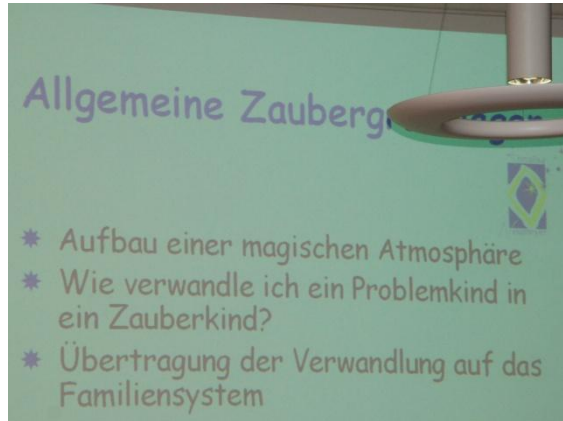 Allgemeine
Aufbau einer magischen Atmosphäre
Wie verwandle ich ein Problemkind in
ein Zauberkind?
Übertragung der Verwandlung auf das
Familiensystem